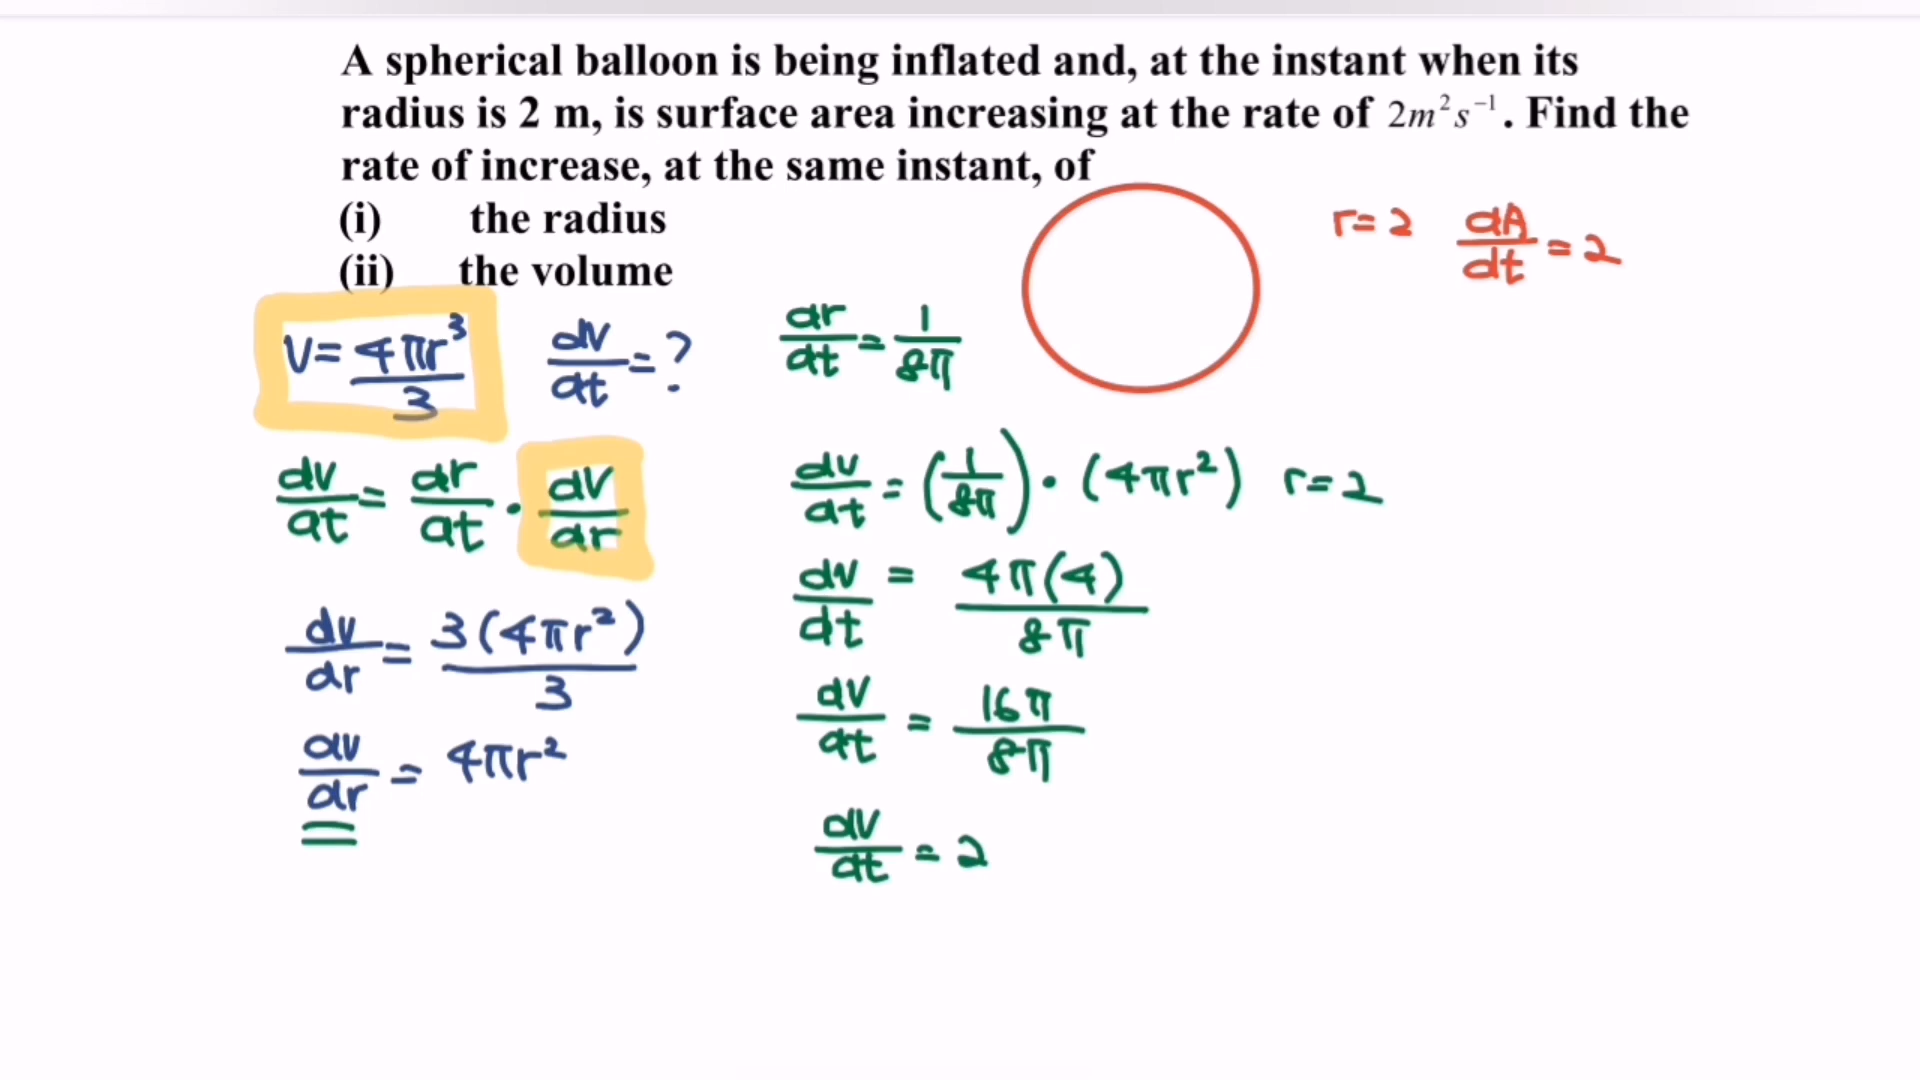 A spherical balloon is being inflated and, at the instant when its
radius is 2 m, is surface area increasing at the rate of 2m²s⁻¹. Find the
rate of increase, at the same instant, of
(i) the radius
(ii) the volume
r=2 dA/dt = 2
V= 4πr³/3 dV/dt = ?
dv/dt = dr/dt · dV/dr
dv/dr = 3(4πr²)/3
dv/dr = 4πr²
dr/dt = 1/8π
dv/dt = (1/8π) · (4πr²) r=2
dV/dt = 4π(4)/8π
dV/dt = 16π/8π
dV/dt = 2